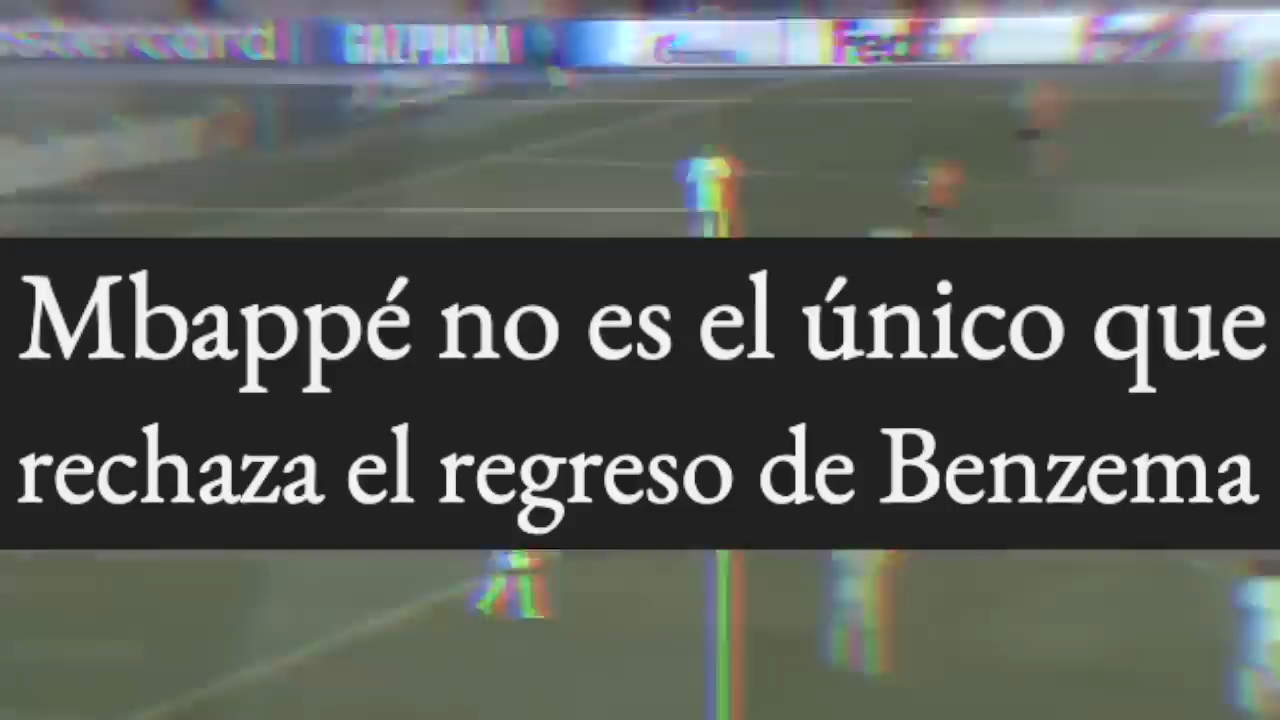 Mbappé no es el único que
rechaza el regreso de Benzema